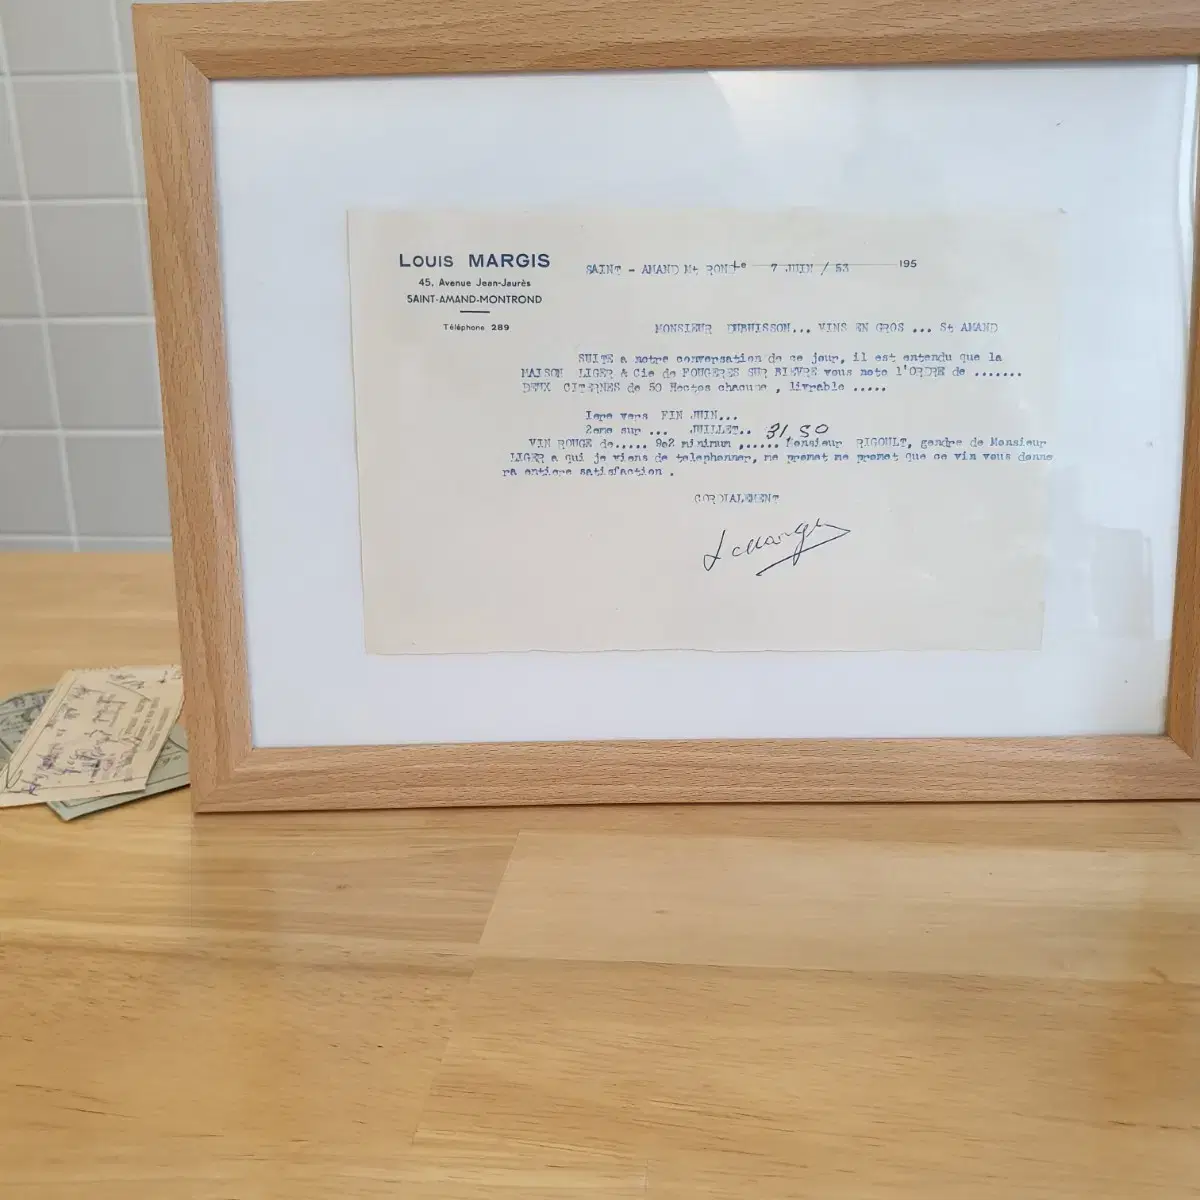 LOUIS MARGIS
45, Avenue Jean-Jaurès
SAINT-AMAND-MONTROND
Téléphone 289
SAINT - AMAND Mt ROND Le 7 JUIN / 53 195
MONSIEUR DUBUISSON... VINS EN GROS ... St AMAND
SUITE a notre conversation de ce jour, il est entendu que la
MAISON LIGER & Cie de FOUGERES SUR BIEVRE vous note l'ORDRE de .......
DEUX CITERNES de 50 Hectos chacune , livrable .....
1ere vers FIN JUIN...
2eme sur ... JUILLET.. 31 50
VIN ROUGE de..... 9e2 minimum ,..... Monsieur RIGOULT, gendre de Monsieur
LIGER a qui je viens de telephonner, me promet me promet que ce vin vous donne
ra entiere satisfaction .
CORDIALEMENT